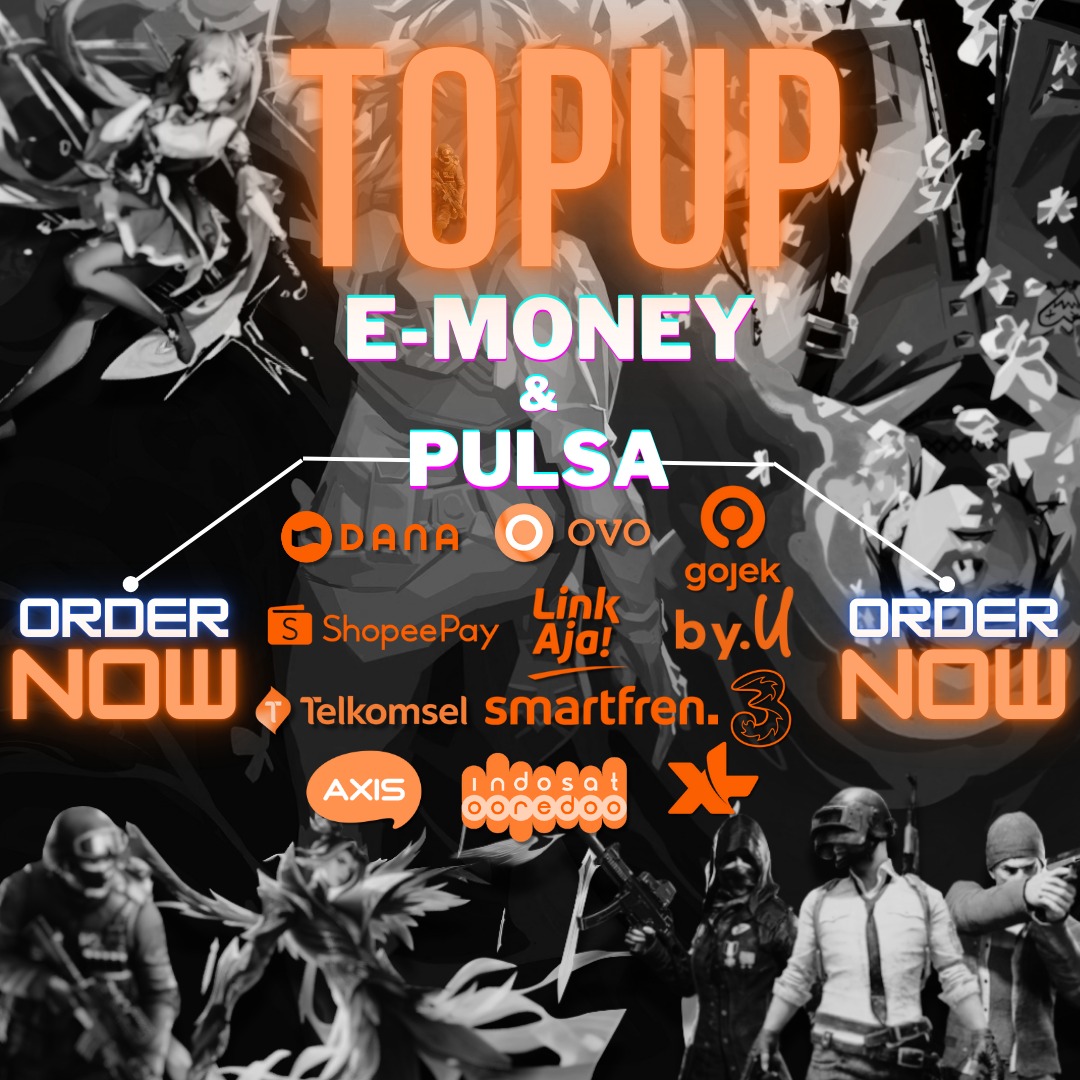 TOPUP
E-MONEY
&
PULSA
DANA
OVO
gojek
ORDER
NOW
ORDER
NOW
S ShopeePay
Link
Aja!
by.U
T Telkomsel
smartfren.
3
AXIS
indosat
ooredoo
XL